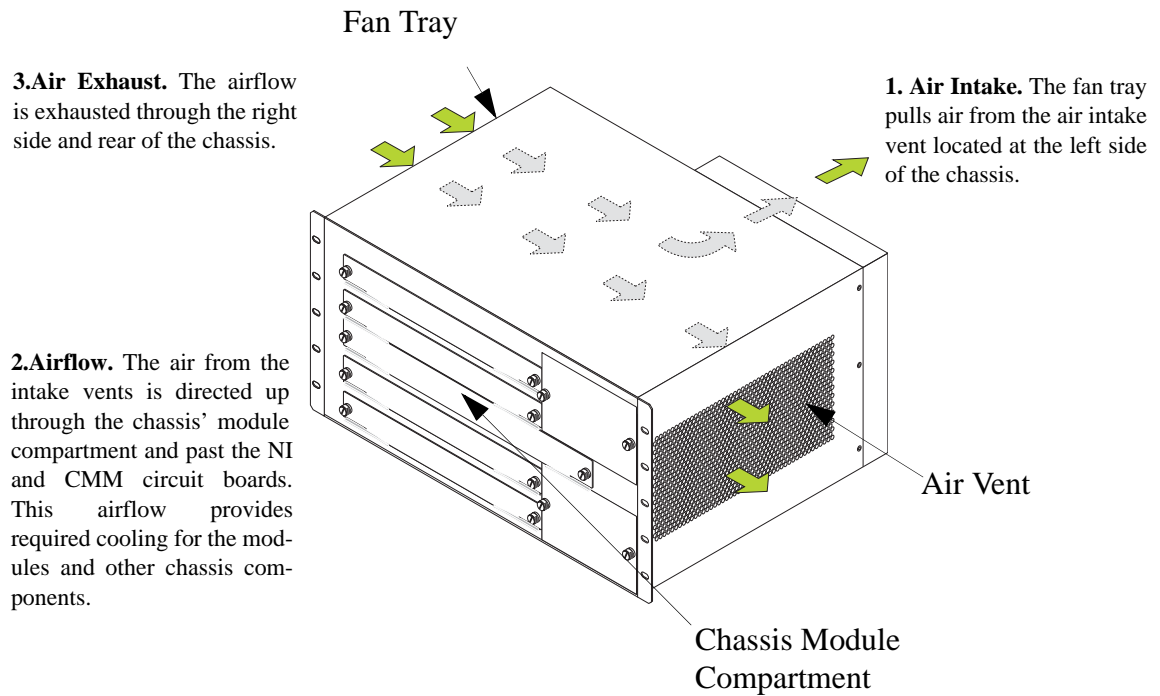 Fan Tray
3.Air Exhaust. The airflow
is exhausted through the right
side and rear of the chassis.
1. Air Intake. The fan tray
pulls air from the air intake
vent located at the left side
of the chassis.
2.Airflow. The air from the
intake vents is directed up
through the chassis’ module
compartment and past the NI
and CMM circuit boards.
This airflow provides
required cooling for the mod-
ules and other chassis com-
ponents.
Air Vent
Chassis Module
Compartment